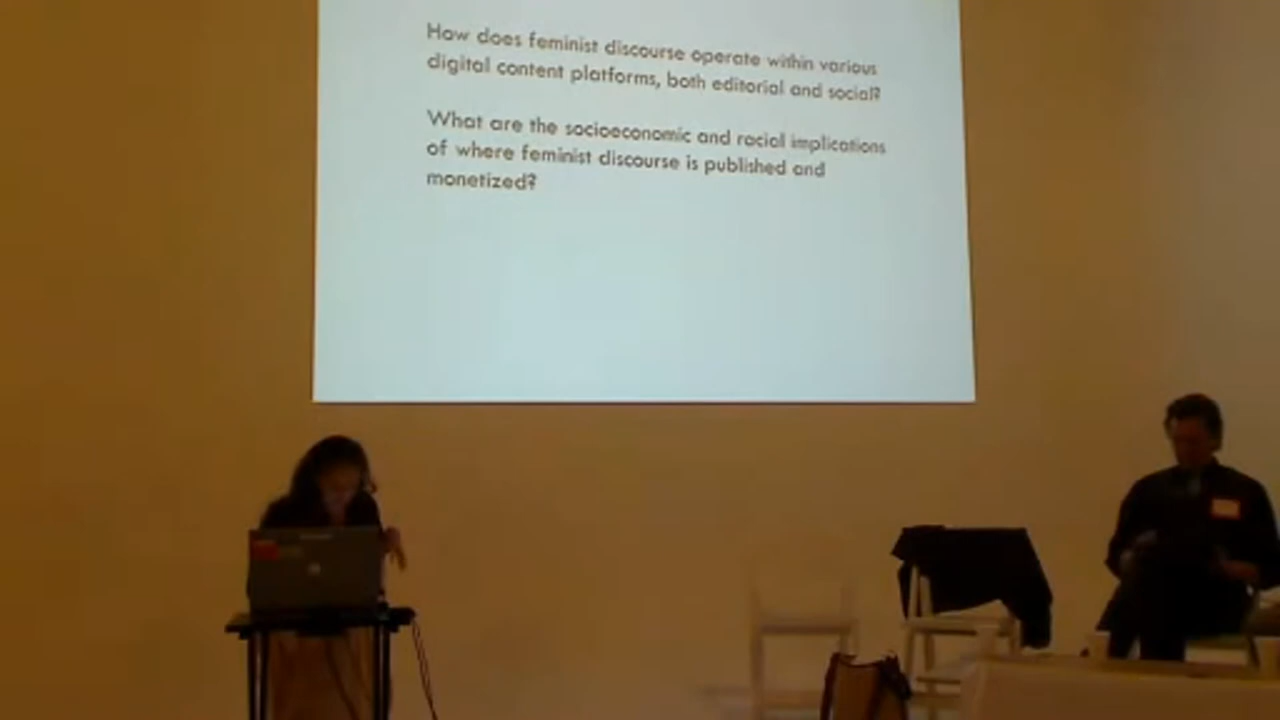 How does feminist discourse operate within various
digital content platforms, both editorial and social?
What are the socioeconomic and racial implications
of where feminist discourse is published and
monetized?